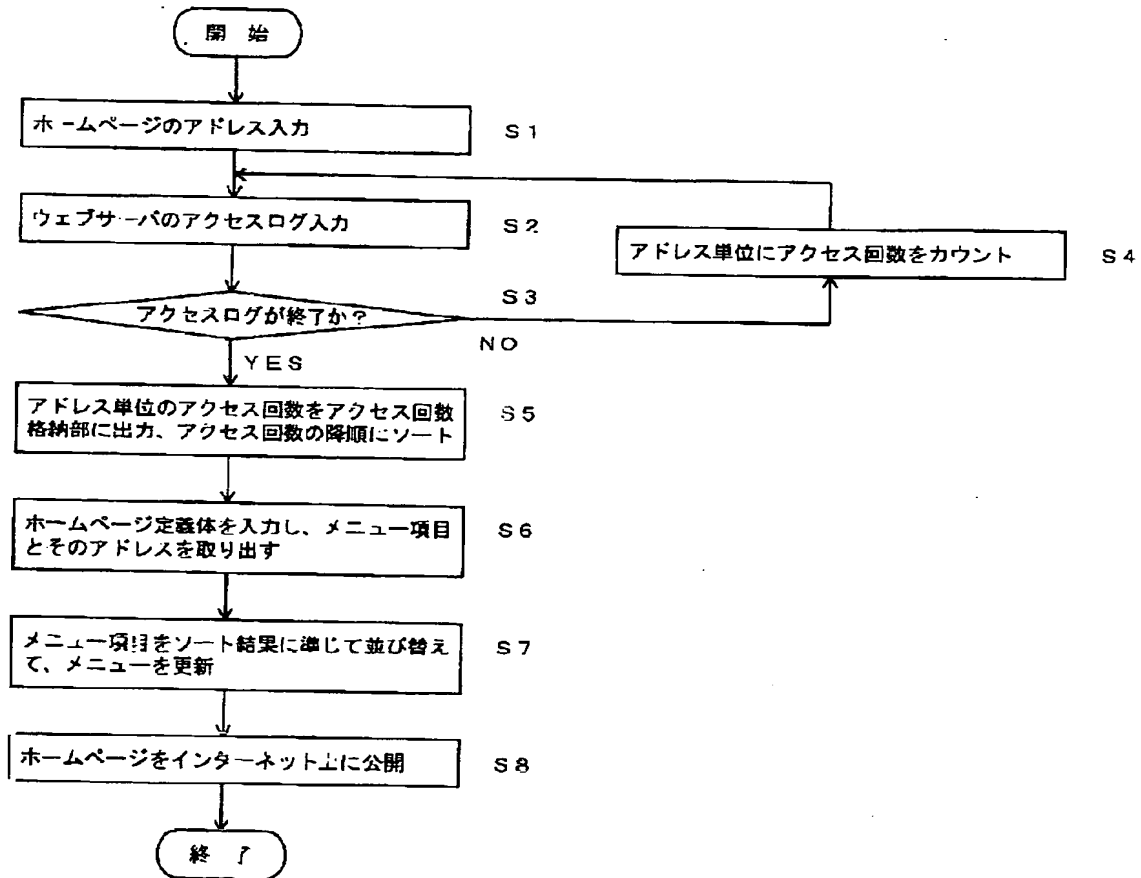 開 始
ホームページのアドレス入力
S1
ウェブサーバのアクセスログ入力
S2
アドレス単位にアクセス回数をカウント
S4
S3
アクセスログが終了か?
NO
YES
アドレス単位のアクセス回数をアクセス回数
格納部に出力、アクセス回数の降順にソート
S5
ホームページ定義体を入力し、メニュー項目
とそのアドレスを取り出す
S6
メニュー項目をソート結果に準じて並び替え
て、メニューを更新
S7
ホームページをインターネット上に公開
S8
終 了